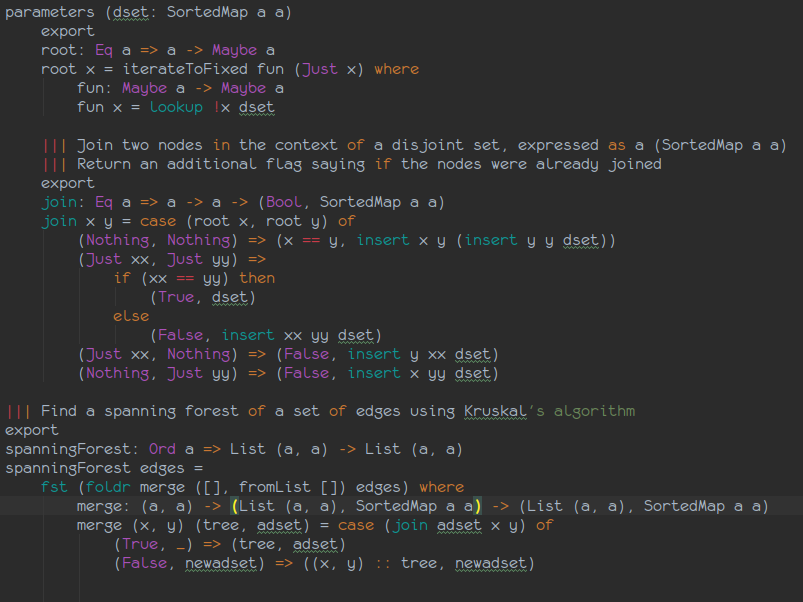 parameters (dset: SortedMap a a)
    export
    root: Eq a => a -> Maybe a
    root x = iterateToFixed fun (Just x) where
        fun: Maybe a -> Maybe a
        fun x = lookup !x dset

    ||| Join two nodes in the context of a disjoint set, expressed as a (SortedMap a a)
    ||| Return an additional flag saying if the nodes were already joined
    export
    join: Eq a => a -> a -> (Bool, SortedMap a a)
    join x y = case (root x, root y) of
        (Nothing, Nothing) => (x == y, insert x y (insert y y dset))
        (Just xx, Just yy) =>
            if (xx == yy) then
                (True, dset)
            else
                (False, insert xx yy dset)
        (Just xx, Nothing) => (False, insert y xx dset)
        (Nothing, Just yy) => (False, insert x yy dset)

||| Find a spanning forest of a set of edges using Kruskal's algorithm
export
spanningForest: Ord a => List (a, a) -> List (a, a)
spanningForest edges =
    fst (foldr merge ([], fromList []) edges) where
        merge: (a, a) -> (List (a, a), SortedMap a a) -> (List (a, a), SortedMap a a)
        merge (x, y) (tree, adset) = case (join adset x y) of
            (True, _) => (tree, adset)
            (False, newadset) => ((x, y) :: tree, newadset)